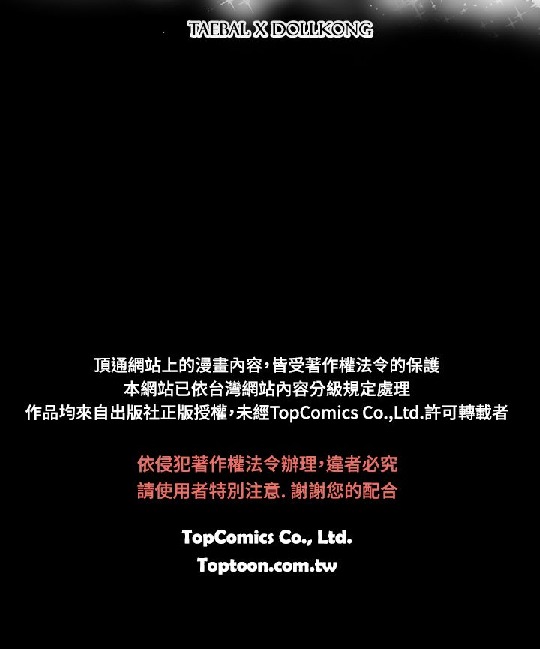 TAEBAL X DOLLKONG
頂通網站上的漫畫內容,皆受著作權法令的保護
本網站已依台灣網站內容分級規定處理
作品均來自出版社正版授權,未經TopComics Co.,Ltd.許可轉載者
依侵犯著作權法令辦理,違者必究
請使用者特別注意. 謝謝您的配合
TopComics Co., Ltd.
Toptoon.com.tw